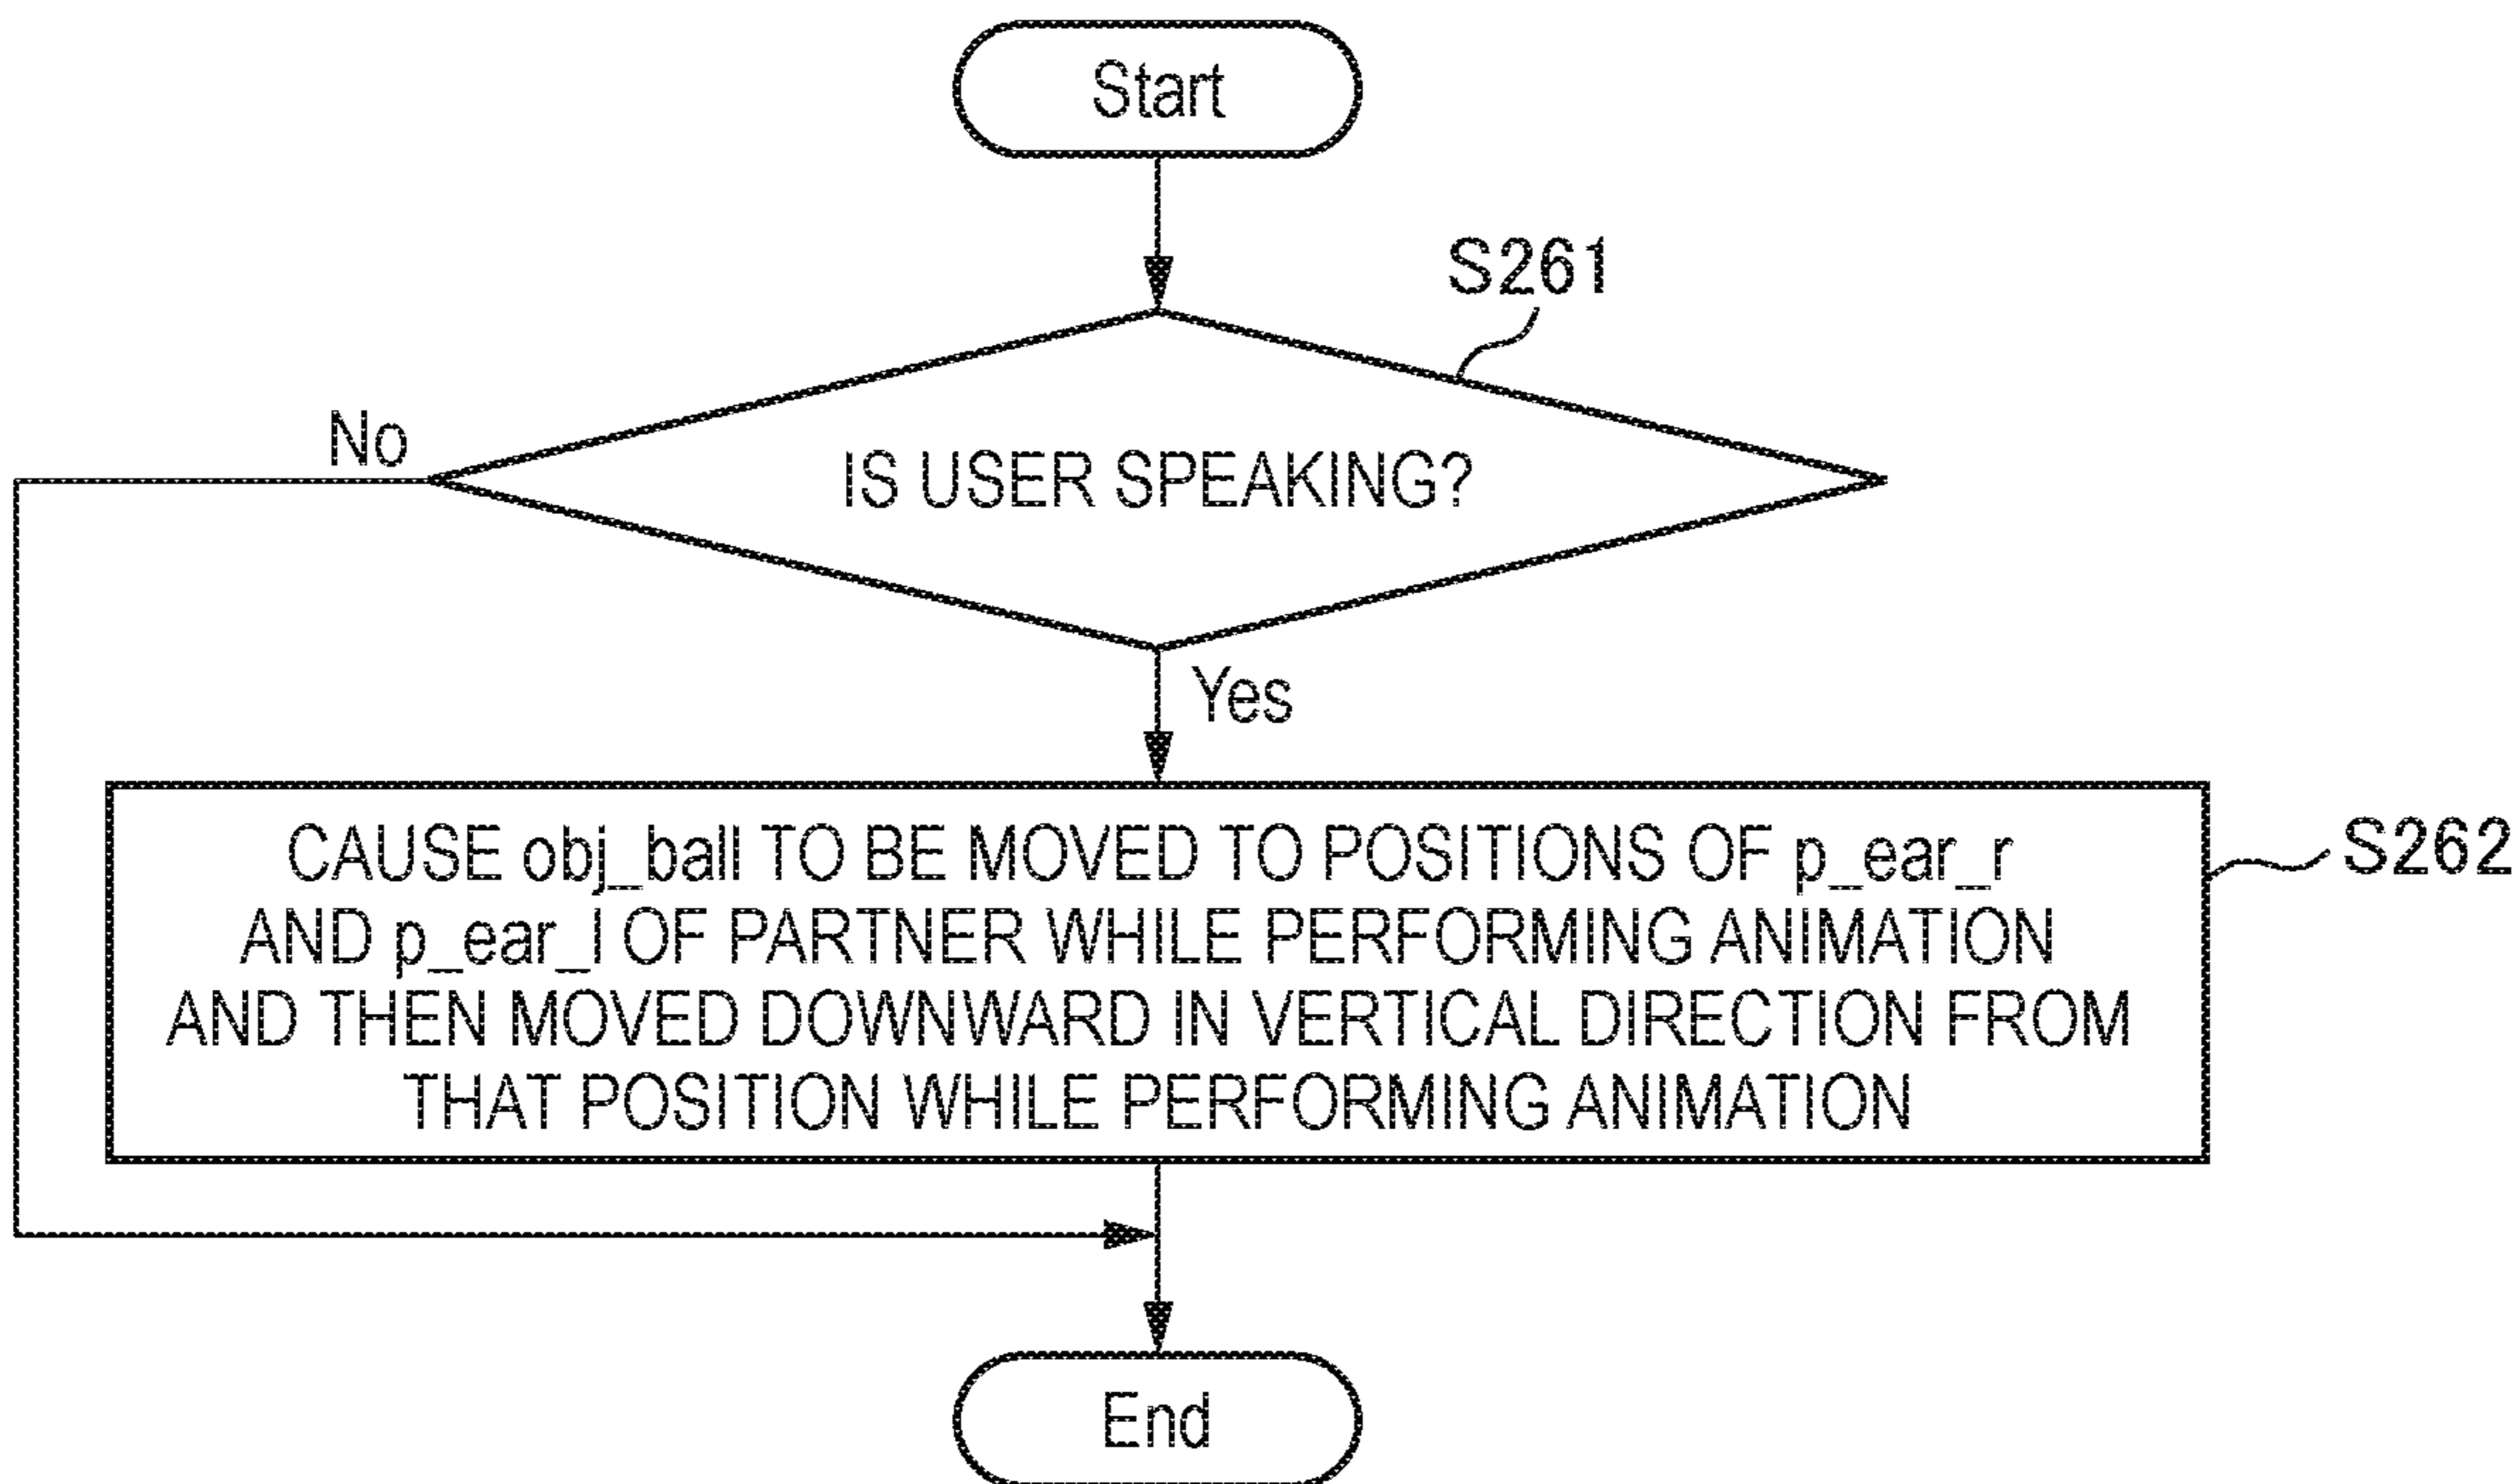 Start
S261
No
IS USER SPEAKING?
Yes
CAUSE obj_ball TO BE MOVED TO POSITIONS OF p_ear_r
AND p_ear_l OF PARTNER WHILE PERFORMING ANIMATION
AND THEN MOVED DOWNWARD IN VERTICAL DIRECTION FROM
THAT POSITION WHILE PERFORMING ANIMATION
S262
End